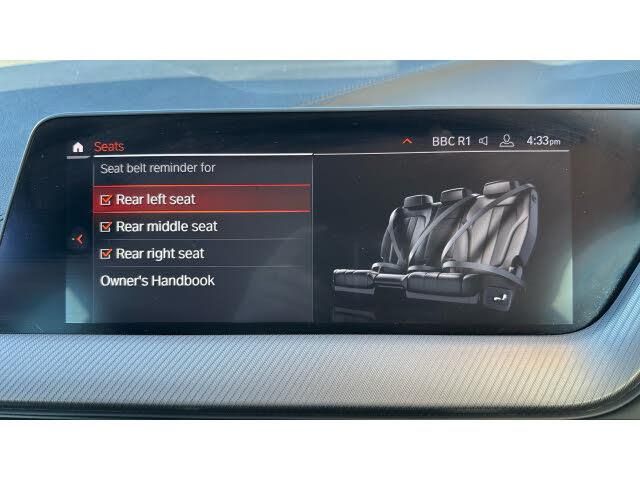 Seats
BBC R1
4:33pm
Seat belt reminder for
Rear left seat
Rear middle seat
Rear right seat
Owner's Handbook